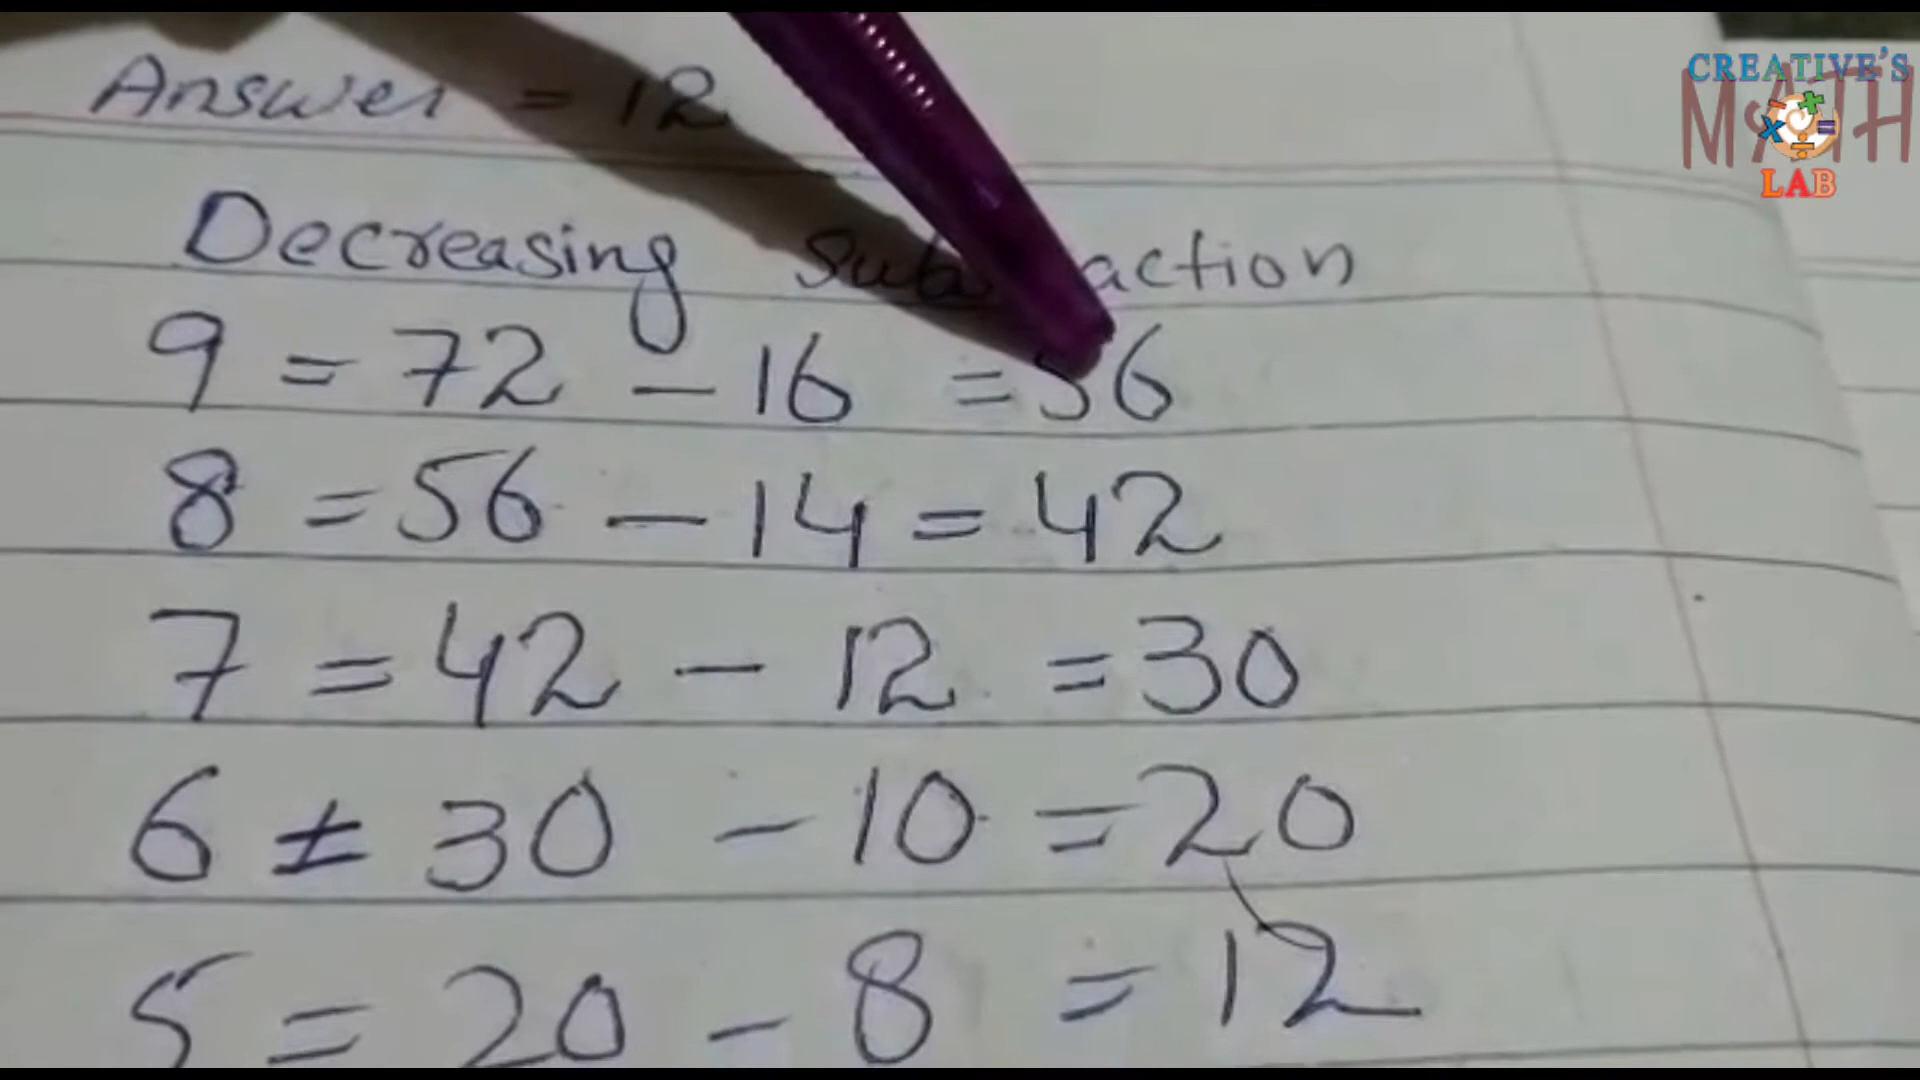 Answer = 12
Decreasing action
9 = 72 - 16 = 56
8 = 56 - 14 = 42
7 = 42 - 12 = 30
6 = 30 - 10 = 20
5 = 20 - 8 = 12
CREATIVE'S
MATH
LAB